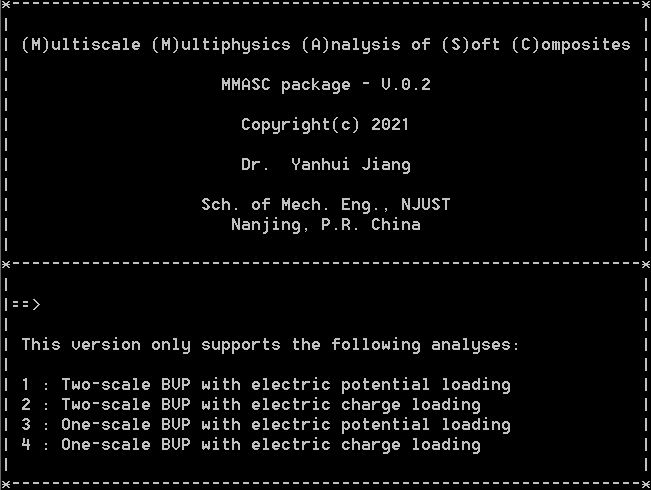 (M)ultiscale (M)ultiphysics (A)nalysis of (S)oft (C)omposites
MMASC package - V.0.2
Copyright(c) 2021
Dr.  Yanhui Jiang
Sch. of Mech. Eng., NJUST
Nanjing, P.R. China
|==>
This version only supports the following analyses:
1 : Two-scale BVP with electric potential loading
2 : Two-scale BVP with electric charge loading
3 : One-scale BVP with electric potential loading
4 : One-scale BVP with electric charge loading